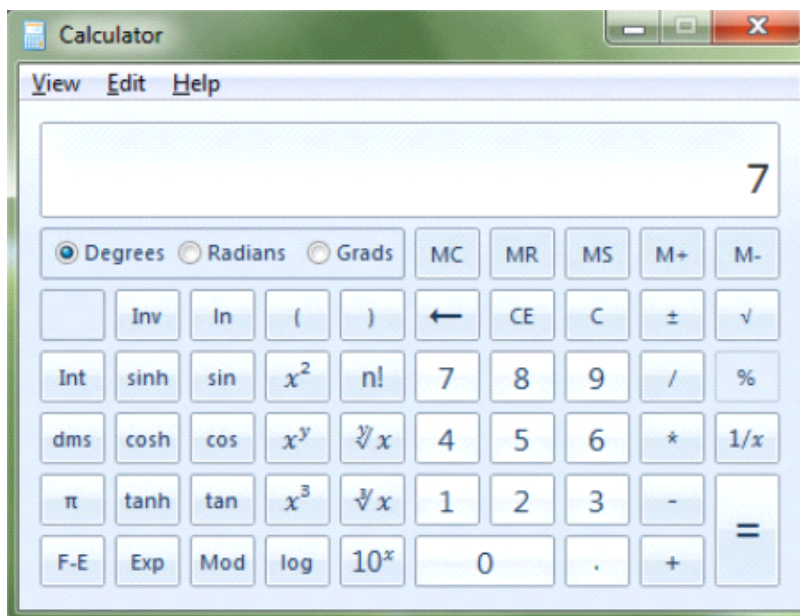 Calculator
View Edit Help
7
Degrees Radians Grads MC MR MS M+ M-
Inv ln ( ) ← CE C ± √
Int sinh sin x² n! 7 8 9 / %
dms cosh cos xʸ ʸ√x 4 5 6 * 1/x
π tanh tan x³ ³√x 1 2 3 -
=
F-E Exp Mod log 10ˣ 0 . +